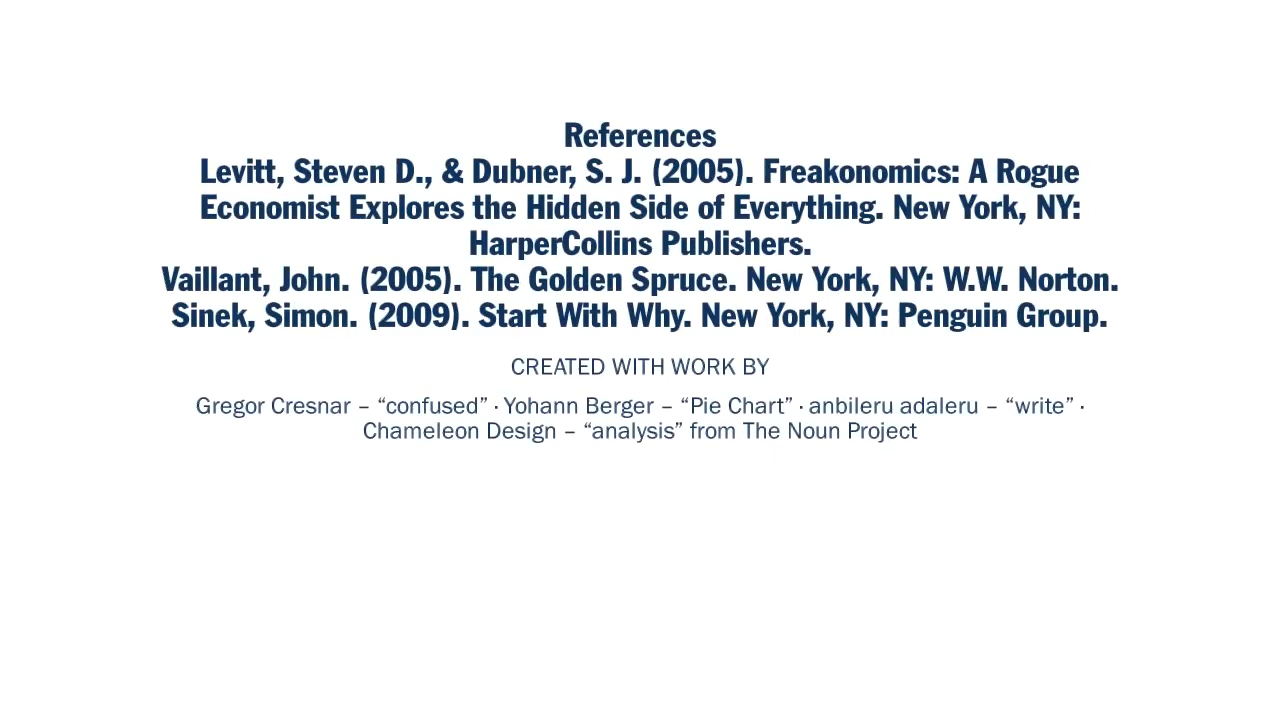 References
Levitt, Steven D., & Dubner, S. J. (2005). Freakonomics: A Rogue
Economist Explores the Hidden Side of Everything. New York, NY:
HarperCollins Publishers.
Vaillant, John. (2005). The Golden Spruce. New York, NY: W.W. Norton.
Sinek, Simon. (2009). Start With Why. New York, NY: Penguin Group.
CREATED WITH WORK BY
Gregor Cresnar – “confused” · Yohann Berger – “Pie Chart” · anbileru adaleru – “write” ·
Chameleon Design – “analysis” from The Noun Project